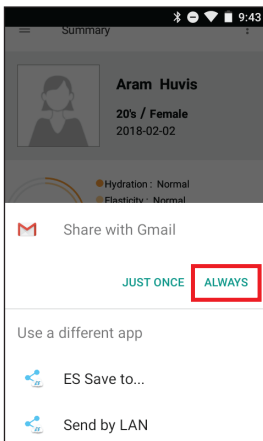 9:43
Summary
Aram Huvis
20's / Female
2018-02-02
Hydration : Normal
Elasticity : Normal
Share with Gmail
JUST ONCE ALWAYS
Use a different app
ES Save to...
Send by LAN